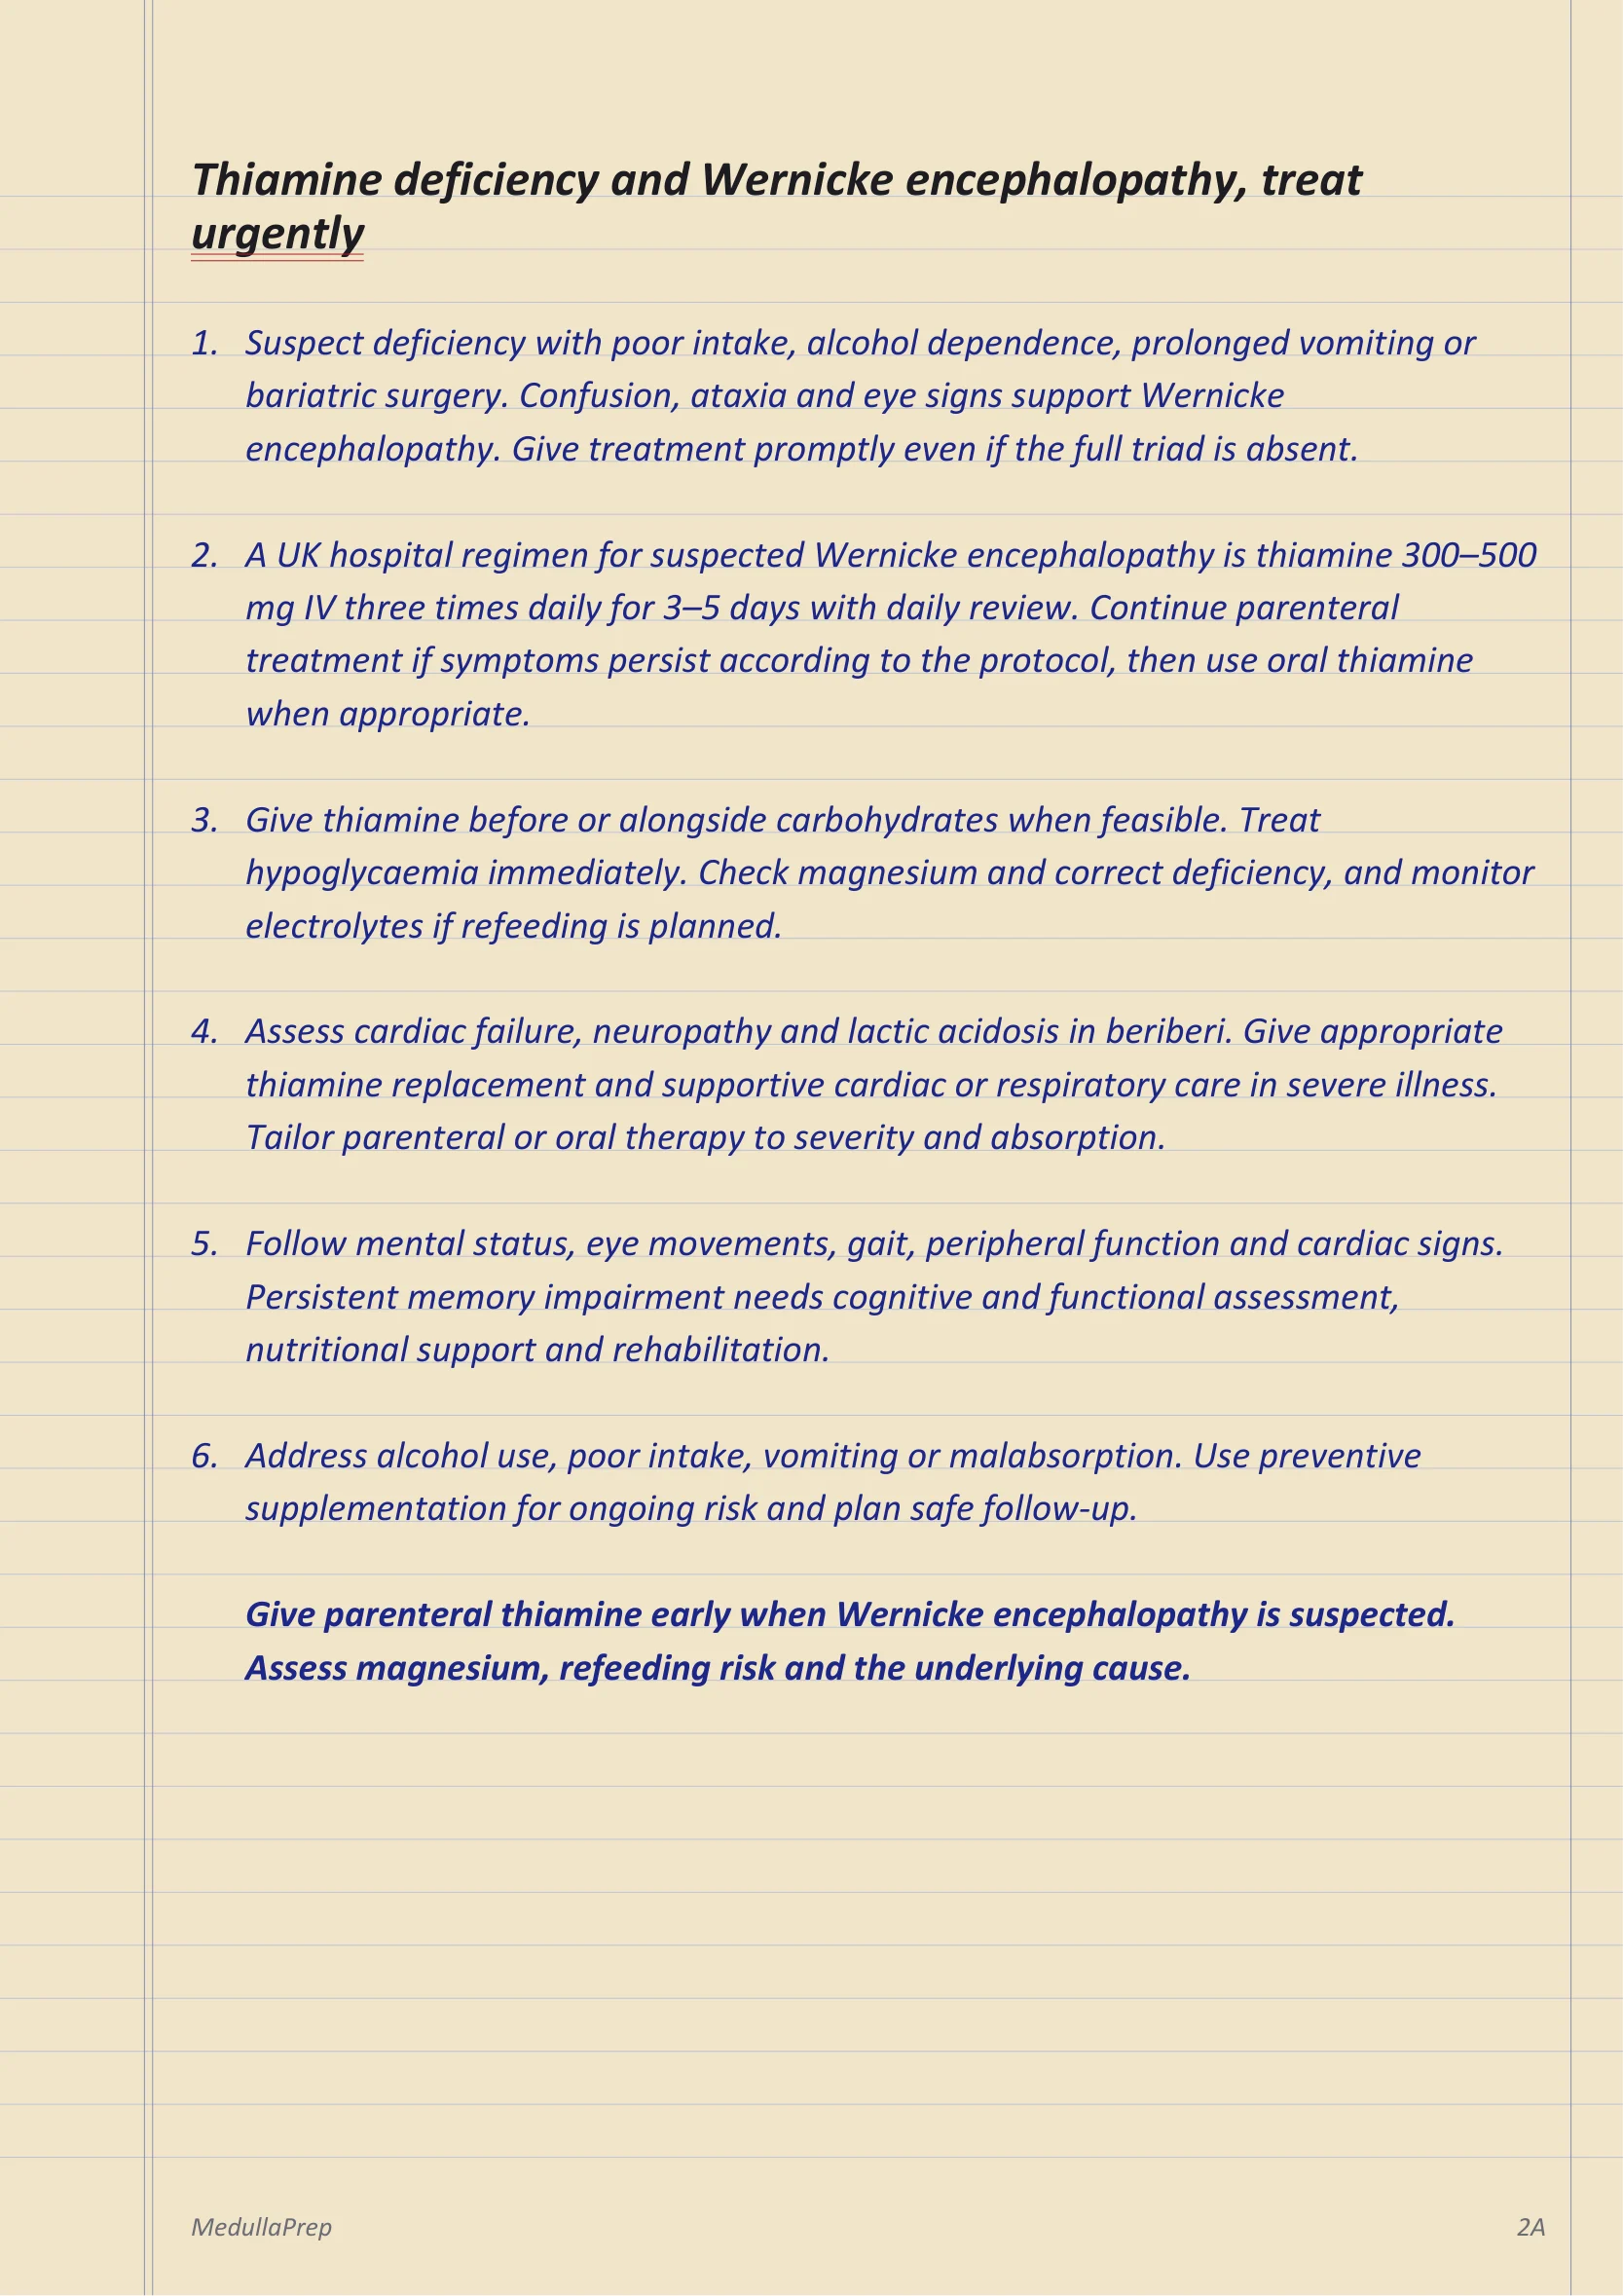 Thiamine deficiency and Wernicke encephalopathy, treat
urgently
1. Suspect deficiency with poor intake, alcohol dependence, prolonged vomiting or
bariatric surgery. Confusion, ataxia and eye signs support Wernicke
encephalopathy. Give treatment promptly even if the full triad is absent.
2. A UK hospital regimen for suspected Wernicke encephalopathy is thiamine 300–500
mg IV three times daily for 3–5 days with daily review. Continue parenteral
treatment if symptoms persist according to the protocol, then use oral thiamine
when appropriate.
3. Give thiamine before or alongside carbohydrates when feasible. Treat
hypoglycaemia immediately. Check magnesium and correct deficiency, and monitor
electrolytes if refeeding is planned.
4. Assess cardiac failure, neuropathy and lactic acidosis in beriberi. Give appropriate
thiamine replacement and supportive cardiac or respiratory care in severe illness.
Tailor parenteral or oral therapy to severity and absorption.
5. Follow mental status, eye movements, gait, peripheral function and cardiac signs.
Persistent memory impairment needs cognitive and functional assessment,
nutritional support and rehabilitation.
6. Address alcohol use, poor intake, vomiting or malabsorption. Use preventive
supplementation for ongoing risk and plan safe follow-up.
Give parenteral thiamine early when Wernicke encephalopathy is suspected.
Assess magnesium, refeeding risk and the underlying cause.
MedullaPrep
2A